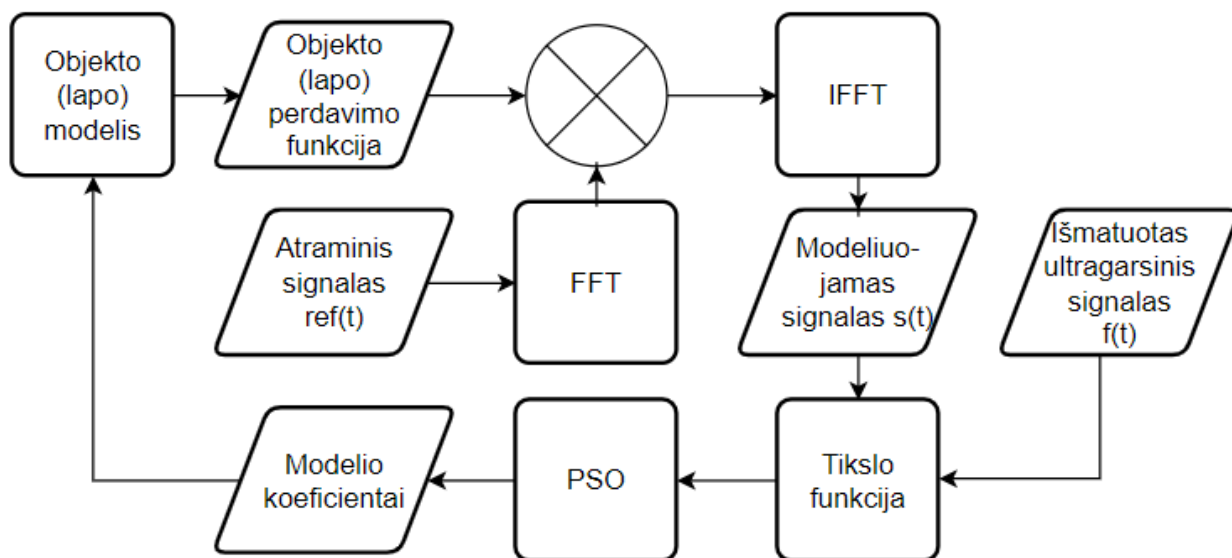 Objekto
(lapo)
modelis
Objekto
(lapo)
perdavimo
funkcija
IFFT
Atraminis
signalas
ref(t)
FFT
Modeliuo-
jamas
signalas s(t)
Išmatuotas
ultragarsinis
signalas
f(t)
Modelio
koeficientai
PSO
Tikslo
funkcija